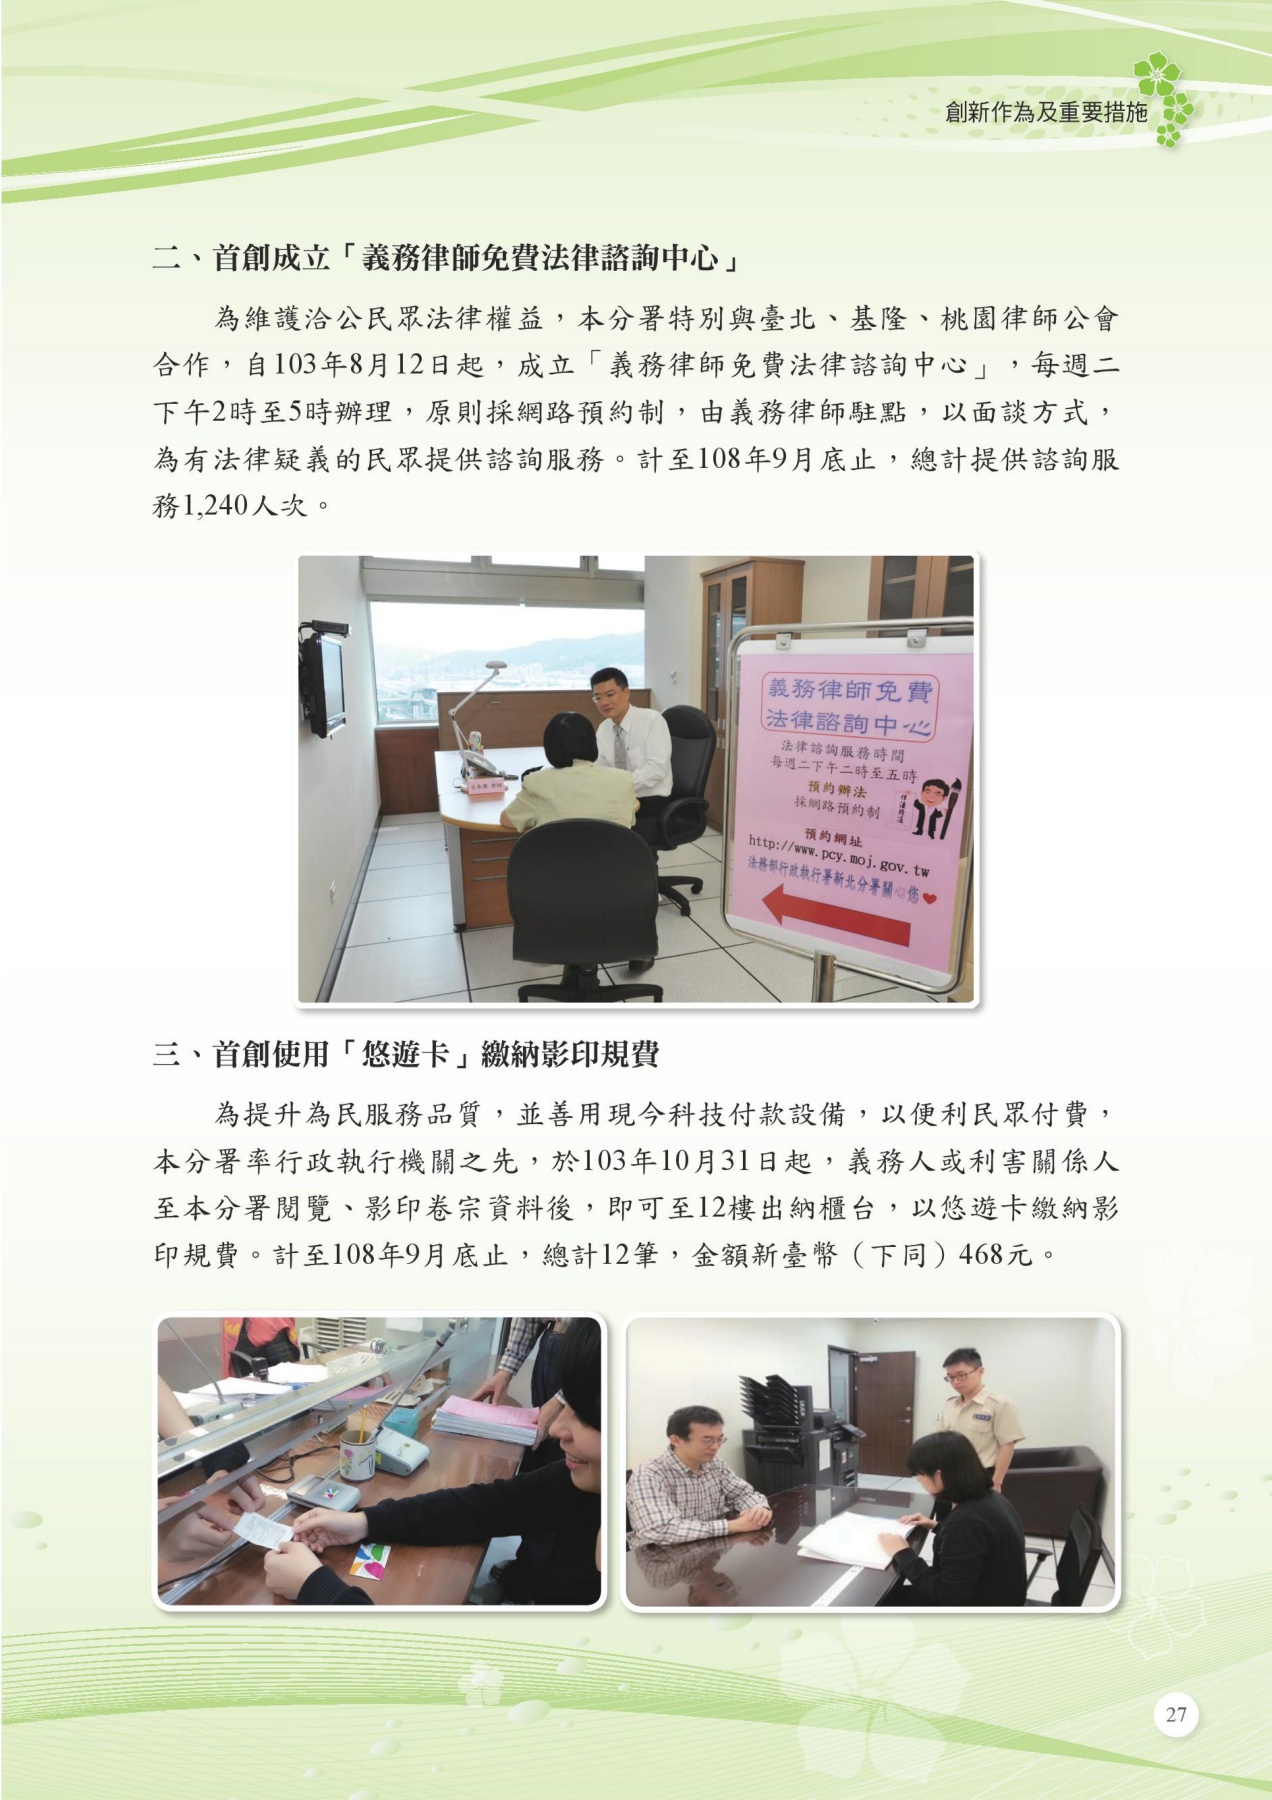 創新作為及重要措施
二、首創成立「義務律師免費法律諮詢中心」
為維護洽公民眾法律權益，本分署特別與臺北、基隆、桃園律師公會
合作，自103年8月12日起，成立「義務律師免費法律諮詢中心」，每週二
下午2時至5時辦理，原則採網路預約制，由義務律師駐點，以面談方式，
為有法律疑義的民眾提供諮詢服務。計至108年9月底止，總計提供諮詢服
務1,240人次。
義務律師免費
法律諮詢中心
法律諮詢服務時間
每週二下午二時至五時
預約辦法
採網路預約制
預約網址
http://www.pcy.moj.gov.tw
法務部行政執行署新北分署關心您
三、首創使用「悠遊卡」繳納影印規費
為提升為民服務品質，並善用現今科技付款設備，以便利民眾付費，
本分署率行政執行機關之先，於103年10月31日起，義務人或利害關係人
至本分署閱覽、影印卷宗資料後，即可至12樓出納櫃台，以悠遊卡繳納影
印規費。計至108年9月底止，總計12筆，金額新臺幣（下同）468元。
27